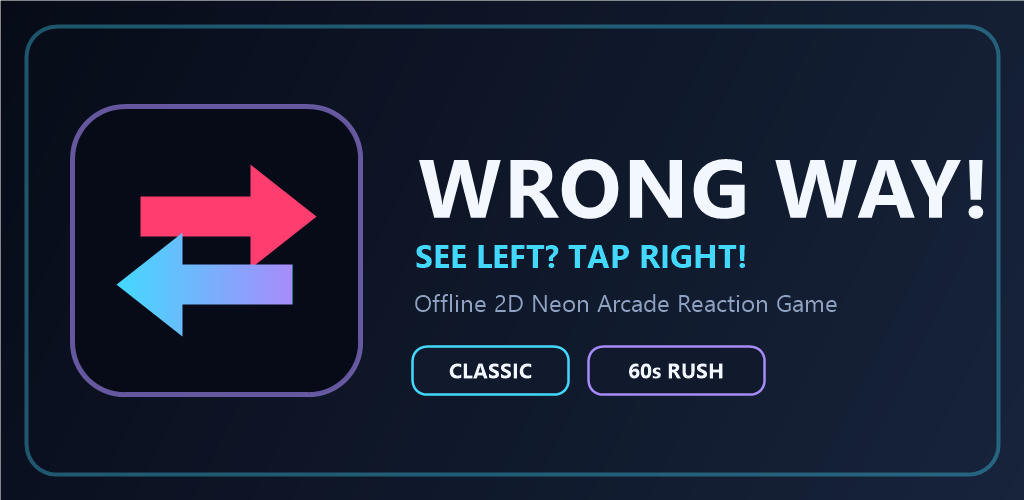 WRONG WAY!
SEE LEFT? TAP RIGHT!
Offline 2D Neon Arcade Reaction Game
CLASSIC
60s RUSH